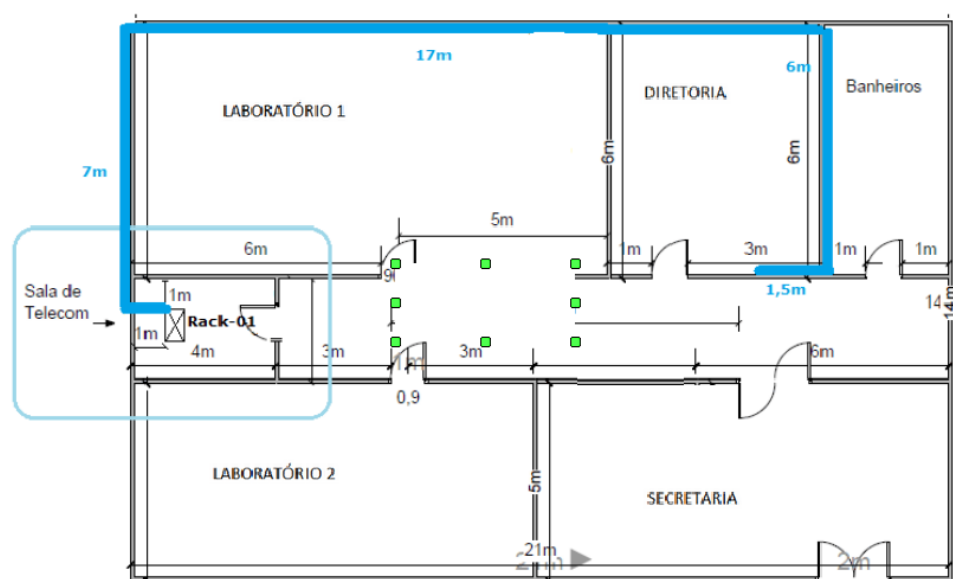 17m
6m
Banheiros
DIRETORIA
LABORATÓRIO 1
6m
6m
7m
5m
6m
1m
3m
1m
1m
9
Sala de
Telecom
1m
1,5m
14
14m
Rack-01
1m
4m
3m
1m
3m
6m
0,9
LABORATÓRIO 2
5m
SECRETARIA
21m
2m